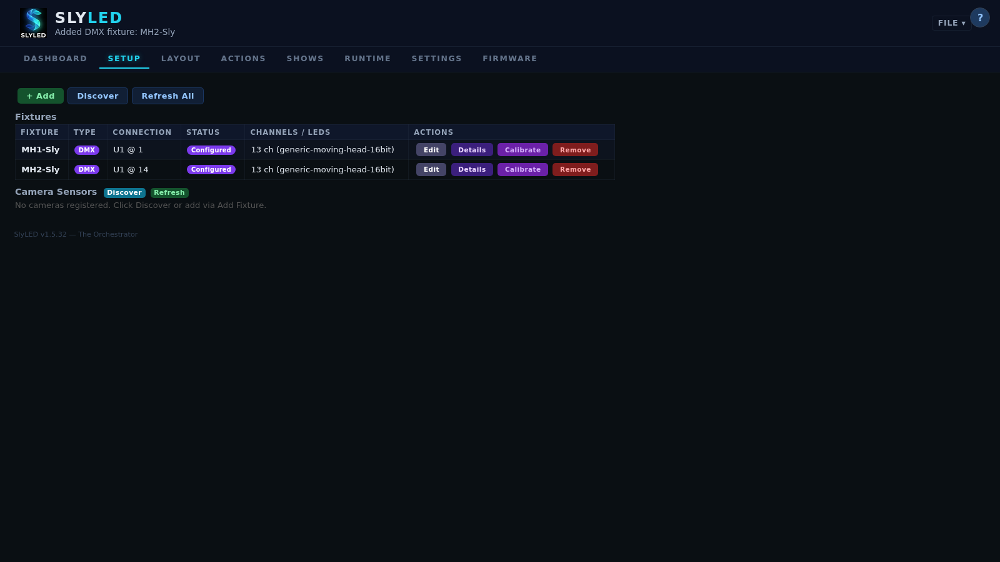 SLYLED
SLYLED
Added DMX fixture: MH2-Sly
FILE ▾
?
DASHBOARD SETUP LAYOUT ACTIONS SHOWS RUNTIME SETTINGS FIRMWARE
+ Add Discover Refresh All
Fixtures
FIXTURE TYPE CONNECTION STATUS CHANNELS / LEDS ACTIONS
MH1-Sly DMX U1 @ 1 Configured 13 ch (generic-moving-head-16bit) Edit Details Calibrate Remove
MH2-Sly DMX U1 @ 14 Configured 13 ch (generic-moving-head-16bit) Edit Details Calibrate Remove
Camera Sensors Discover Refresh
No cameras registered. Click Discover or add via Add Fixture.
SlyLED v1.5.32 — The Orchestrator